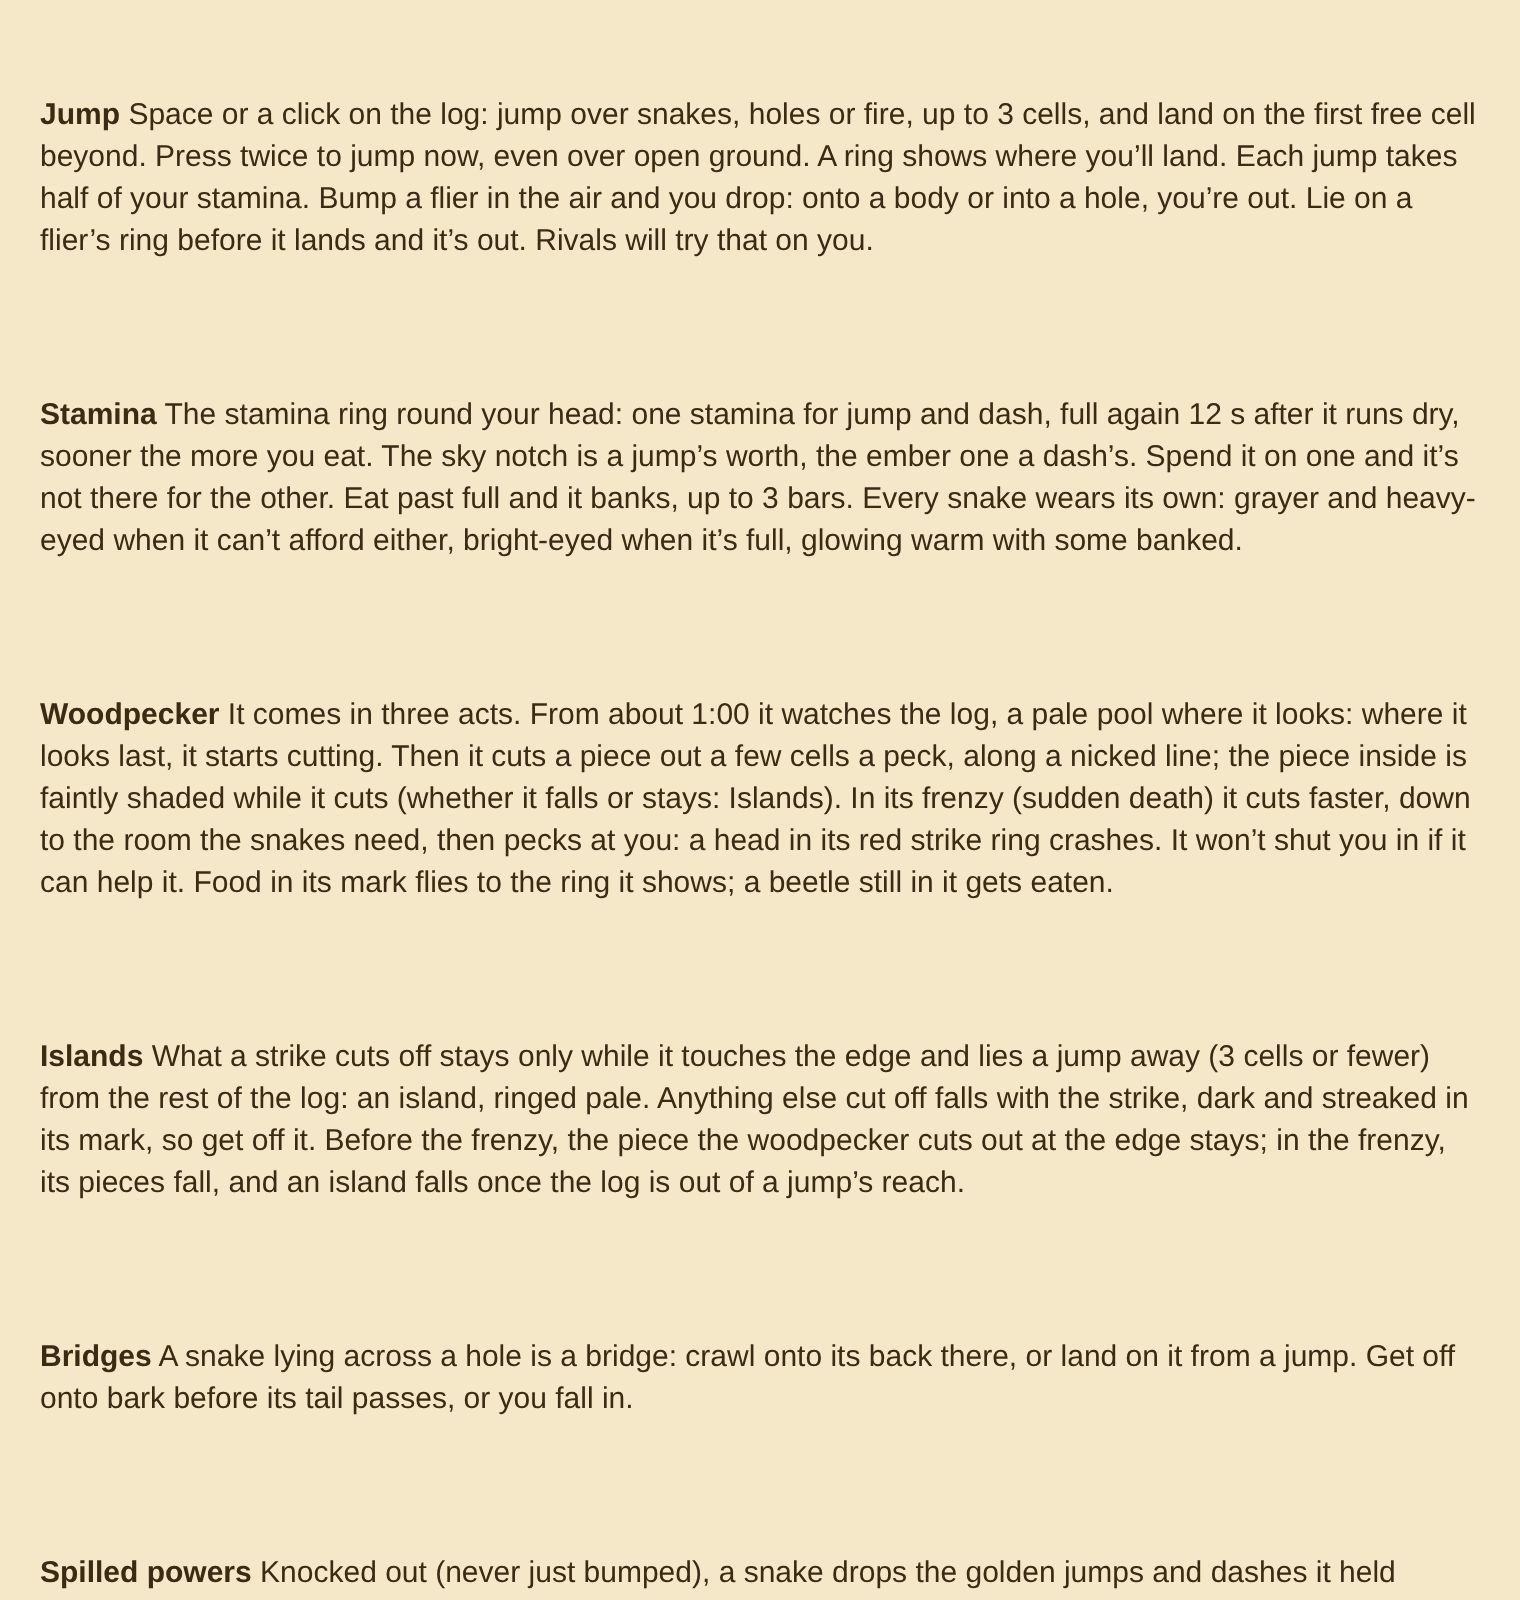 Jump Space or a click on the log: jump over snakes, holes or fire, up to 3 cells, and land on the first free cell
beyond. Press twice to jump now, even over open ground. A ring shows where you’ll land. Each jump takes
half of your stamina. Bump a flier in the air and you drop: onto a body or into a hole, you’re out. Lie on a
flier’s ring before it lands and it’s out. Rivals will try that on you.
Stamina The stamina ring round your head: one stamina for jump and dash, full again 12 s after it runs dry,
sooner the more you eat. The sky notch is a jump’s worth, the ember one a dash’s. Spend it on one and it’s
not there for the other. Eat past full and it banks, up to 3 bars. Every snake wears its own: grayer and heavy-
eyed when it can’t afford either, bright-eyed when it’s full, glowing warm with some banked.
Woodpecker It comes in three acts. From about 1:00 it watches the log, a pale pool where it looks: where it
looks last, it starts cutting. Then it cuts a piece out a few cells a peck, along a nicked line; the piece inside is
faintly shaded while it cuts (whether it falls or stays: Islands). In its frenzy (sudden death) it cuts faster, down
to the room the snakes need, then pecks at you: a head in its red strike ring crashes. It won’t shut you in if it
can help it. Food in its mark flies to the ring it shows; a beetle still in it gets eaten.
Islands What a strike cuts off stays only while it touches the edge and lies a jump away (3 cells or fewer)
from the rest of the log: an island, ringed pale. Anything else cut off falls with the strike, dark and streaked in
its mark, so get off it. Before the frenzy, the piece the woodpecker cuts out at the edge stays; in the frenzy,
its pieces fall, and an island falls once the log is out of a jump’s reach.
Bridges A snake lying across a hole is a bridge: crawl onto its back there, or land on it from a jump. Get off
onto bark before its tail passes, or you fall in.
Spilled powers Knocked out (never just bumped), a snake drops the golden jumps and dashes it held